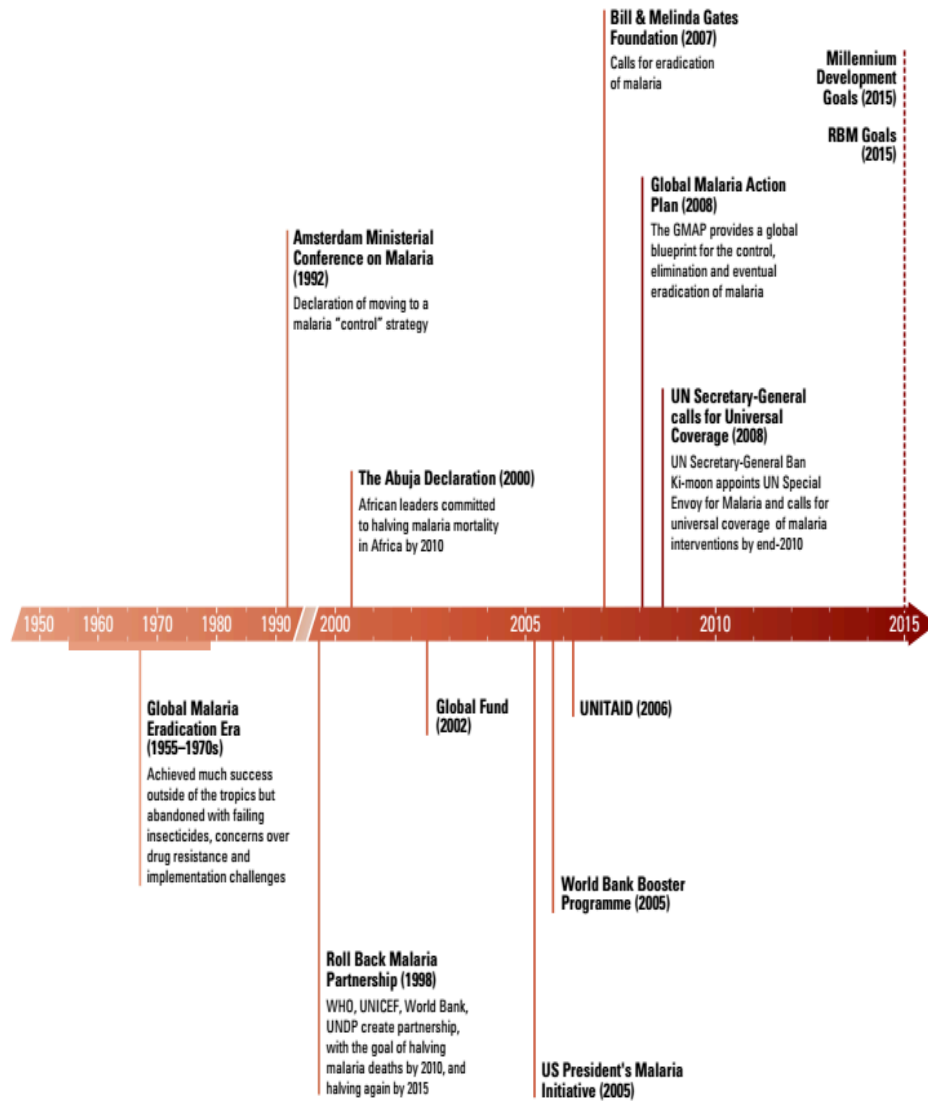 Bill & Melinda Gates
Foundation (2007)
Calls for eradication
of malaria
Millennium
Development
Goals (2015)
RBM Goals
(2015)
Global Malaria Action
Plan (2008)
The GMAP provides a global
blueprint for the control,
elimination and eventual
eradication of malaria
Amsterdam Ministerial
Conference on Malaria
(1992)
Declaration of moving to a
malaria "control" strategy
UN Secretary-General
calls for Universal
Coverage (2008)
UN Secretary-General Ban
Ki-moon appoints UN Special
Envoy for Malaria and calls for
universal coverage of malaria
interventions by end-2010
The Abuja Declaration (2000)
African leaders committed
to halving malaria mortality
in Africa by 2010
1950 1960 1970 1980 1990 2000 2005 2010 2015
Global Malaria
Eradication Era
(1955–1970s)
Achieved much success
outside of the tropics but
abandoned with failing
insecticides, concerns over
drug resistance and
implementation challenges
Global Fund
(2002)
UNITAID (2006)
World Bank Booster
Programme (2005)
Roll Back Malaria
Partnership (1998)
WHO, UNICEF, World Bank,
UNDP create partnership,
with the goal of halving
malaria deaths by 2010, and
halving again by 2015
US President's Malaria
Initiative (2005)